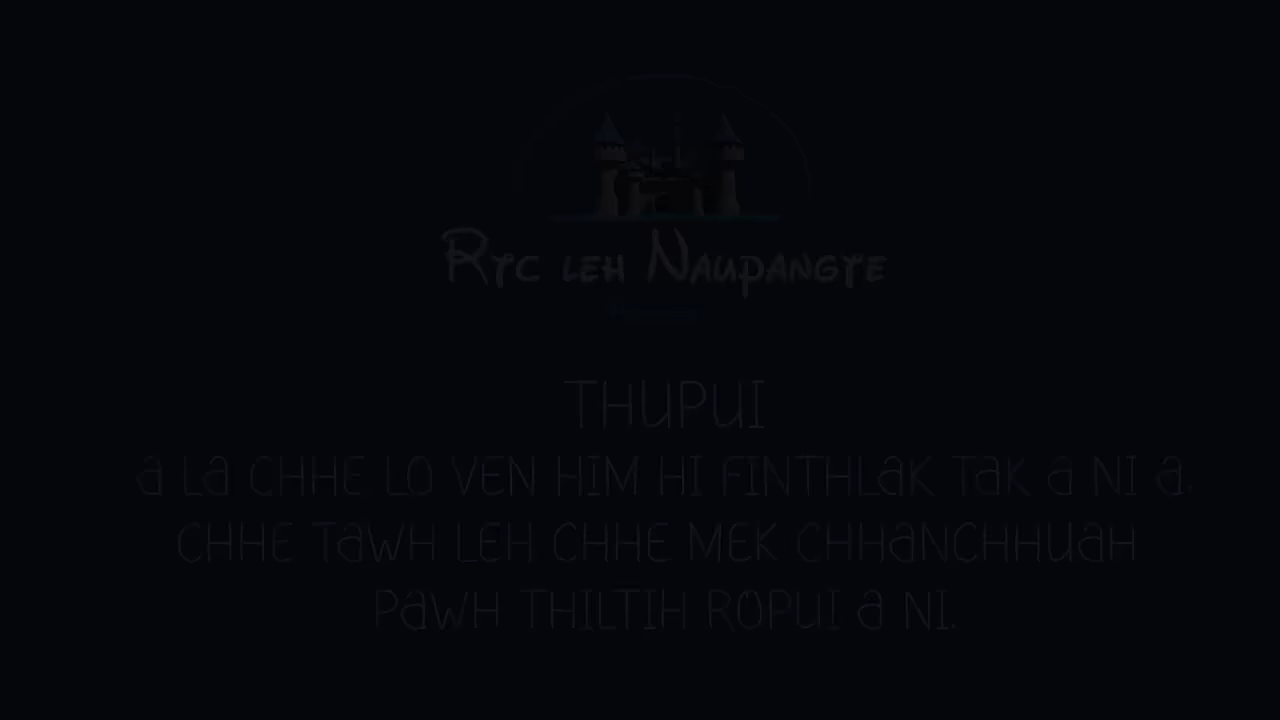 Ryc leh Naupangte
THUPUI
a La CHHE LO VEN HIM HI FINTHLaK TaK a NI a.
CHHE TaWH LEH CHHE MEK CHHaNCHHUaH
PaWH THILTIH ROPUI a NI.